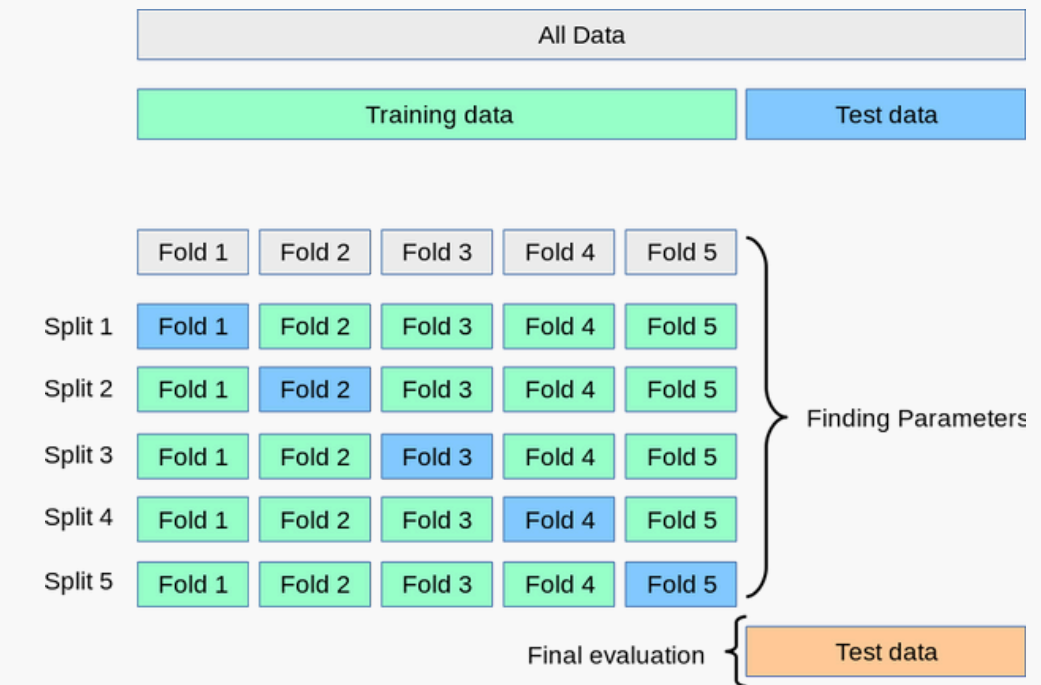 All Data
Training data Test data
Fold 1 Fold 2 Fold 3 Fold 4 Fold 5
Split 1 Fold 1 Fold 2 Fold 3 Fold 4 Fold 5
Split 2 Fold 1 Fold 2 Fold 3 Fold 4 Fold 5
Finding Parameters
Split 3 Fold 1 Fold 2 Fold 3 Fold 4 Fold 5
Split 4 Fold 1 Fold 2 Fold 3 Fold 4 Fold 5
Split 5 Fold 1 Fold 2 Fold 3 Fold 4 Fold 5
Final evaluation Test data